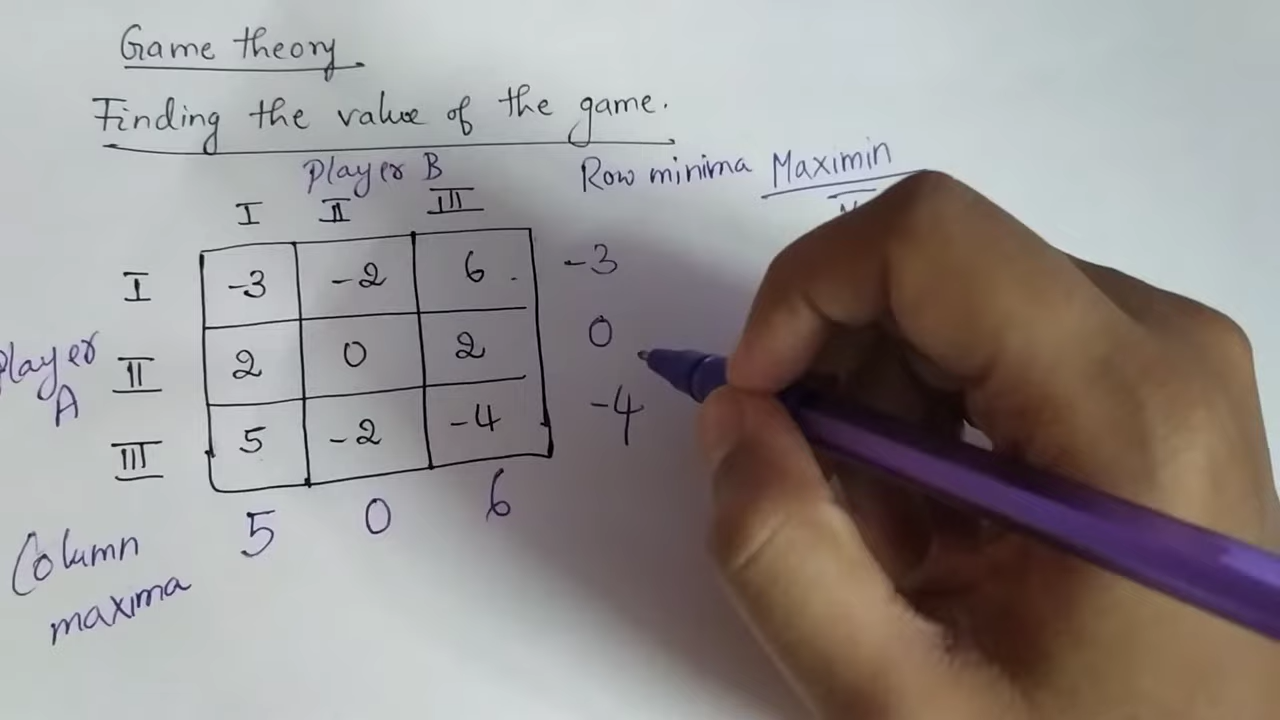 Game theory
Finding the value of the game.
Player B Row minima Maximin
I II III
I -3 -2 6 -3
Player A II 2 0 2 0
III 5 -2 -4 -4
Column maxima 5 0 6